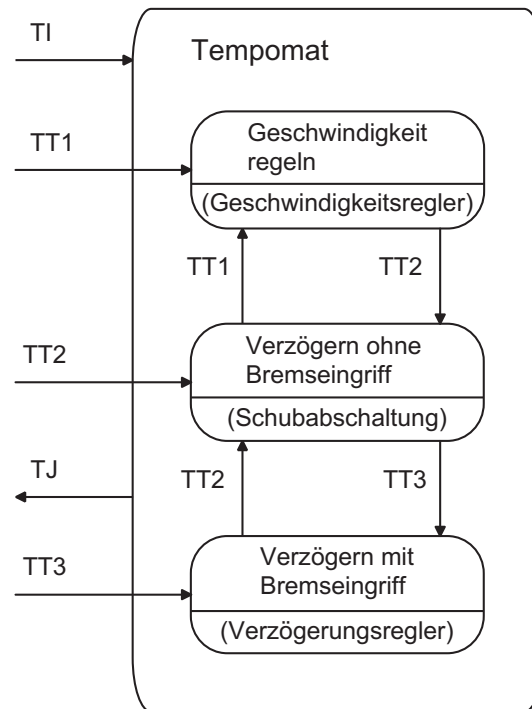 TI
Tempomat
TT1
Geschwindigkeit
regeln
(Geschwindigkeitsregler)
TT1
TT2
TT2
Verzögern ohne
Bremseingriff
(Schubabschaltung)
TJ
TT2
TT3
TT3
Verzögern mit
Bremseingriff
(Verzögerungsregler)